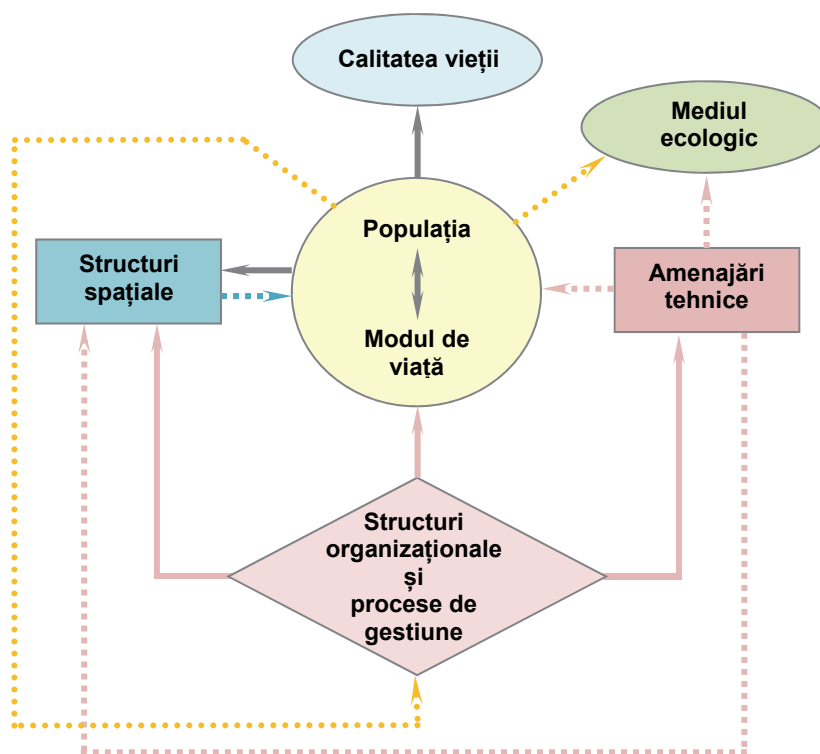 Calitatea vieții
Mediul
ecologic
Populația
Structuri
spațiale
Amenajări
tehnice
Modul de
viață
Structuri
organizaționale
și
procese de
gestiune